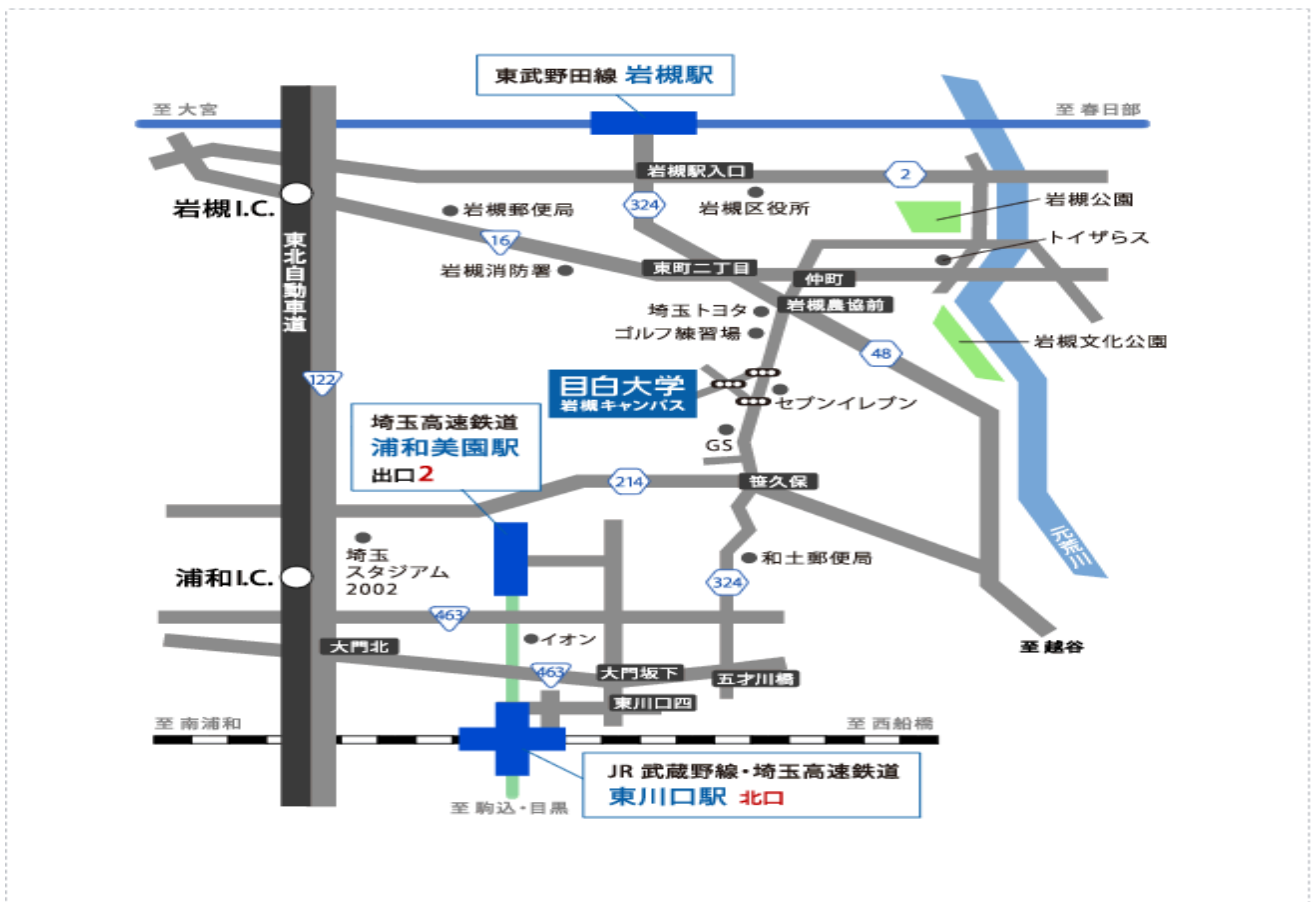 東武野田線 岩槻駅
至 大宮
至 春日部
岩槻駅入口
2
岩槻I.C.
岩槻郵便局
324
岩槻区役所
岩槻公園
16
トイザらス
東北自動車道
岩槻消防署
東町二丁目
仲町
埼玉トヨタ
岩槻農協前
ゴルフ練習場
48
岩槻文化公園
122
目白大学
岩槻キャンパス
セブンイレブン
埼玉高速鉄道
浦和美園駅
出口2
GS
214
笹久保
元荒川
埼玉
スタジアム
2002
和土郵便局
浦和I.C.
324
463
イオン
大門北
至 越谷
463
大門坂下
五才川橋
東川口四
至 南浦和
至 西船橋
JR 武蔵野線・埼玉高速鉄道
東川口駅 北口
至 駒込・目黒